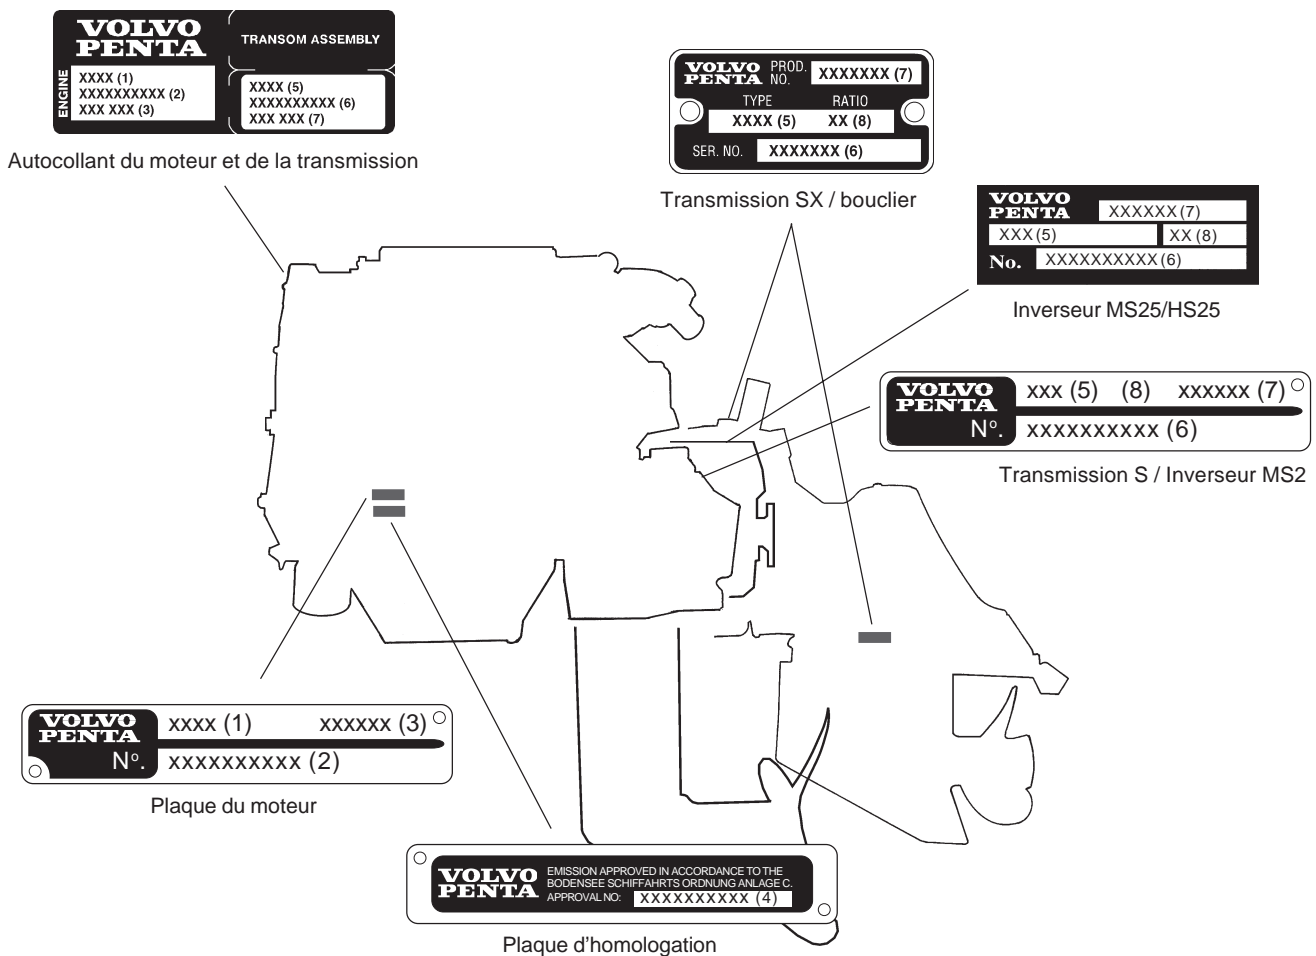 VOLVO
PENTA
TRANSOM ASSEMBLY
ENGINE
XXXX (1)
XXXXXXXXXX (2)
XXX XXX (3)
XXXX (5)
XXXXXXXXXX (6)
XXX XXX (7)
Autocollant du moteur et de la transmission
VOLVO
PENTA
PROD.
NO.
XXXXXXX (7)
TYPE RATIO
XXXX (5) XX (8)
SER. NO. XXXXXXX (6)
Transmission SX / bouclier
VOLVO
PENTA
XXXXXX (7)
XXX (5) XX (8)
No. XXXXXXXXXX (6)
Inverseur MS25/HS25
VOLVO
PENTA
xxx (5) (8) xxxxxx (7)
Nº. xxxxxxxxxx (6)
Transmission S / Inverseur MS2
VOLVO
PENTA
xxxx (1) xxxxxx (3)
Nº. xxxxxxxxxx (2)
Plaque du moteur
VOLVO
PENTA
EMISSION APPROVED IN ACCORDANCE TO THE
BODENSEE SCHIFFAHRTS ORDNUNG ANLAGE C.
APPROVAL NO: XXXXXXXXXX (4)
Plaque d'homologation